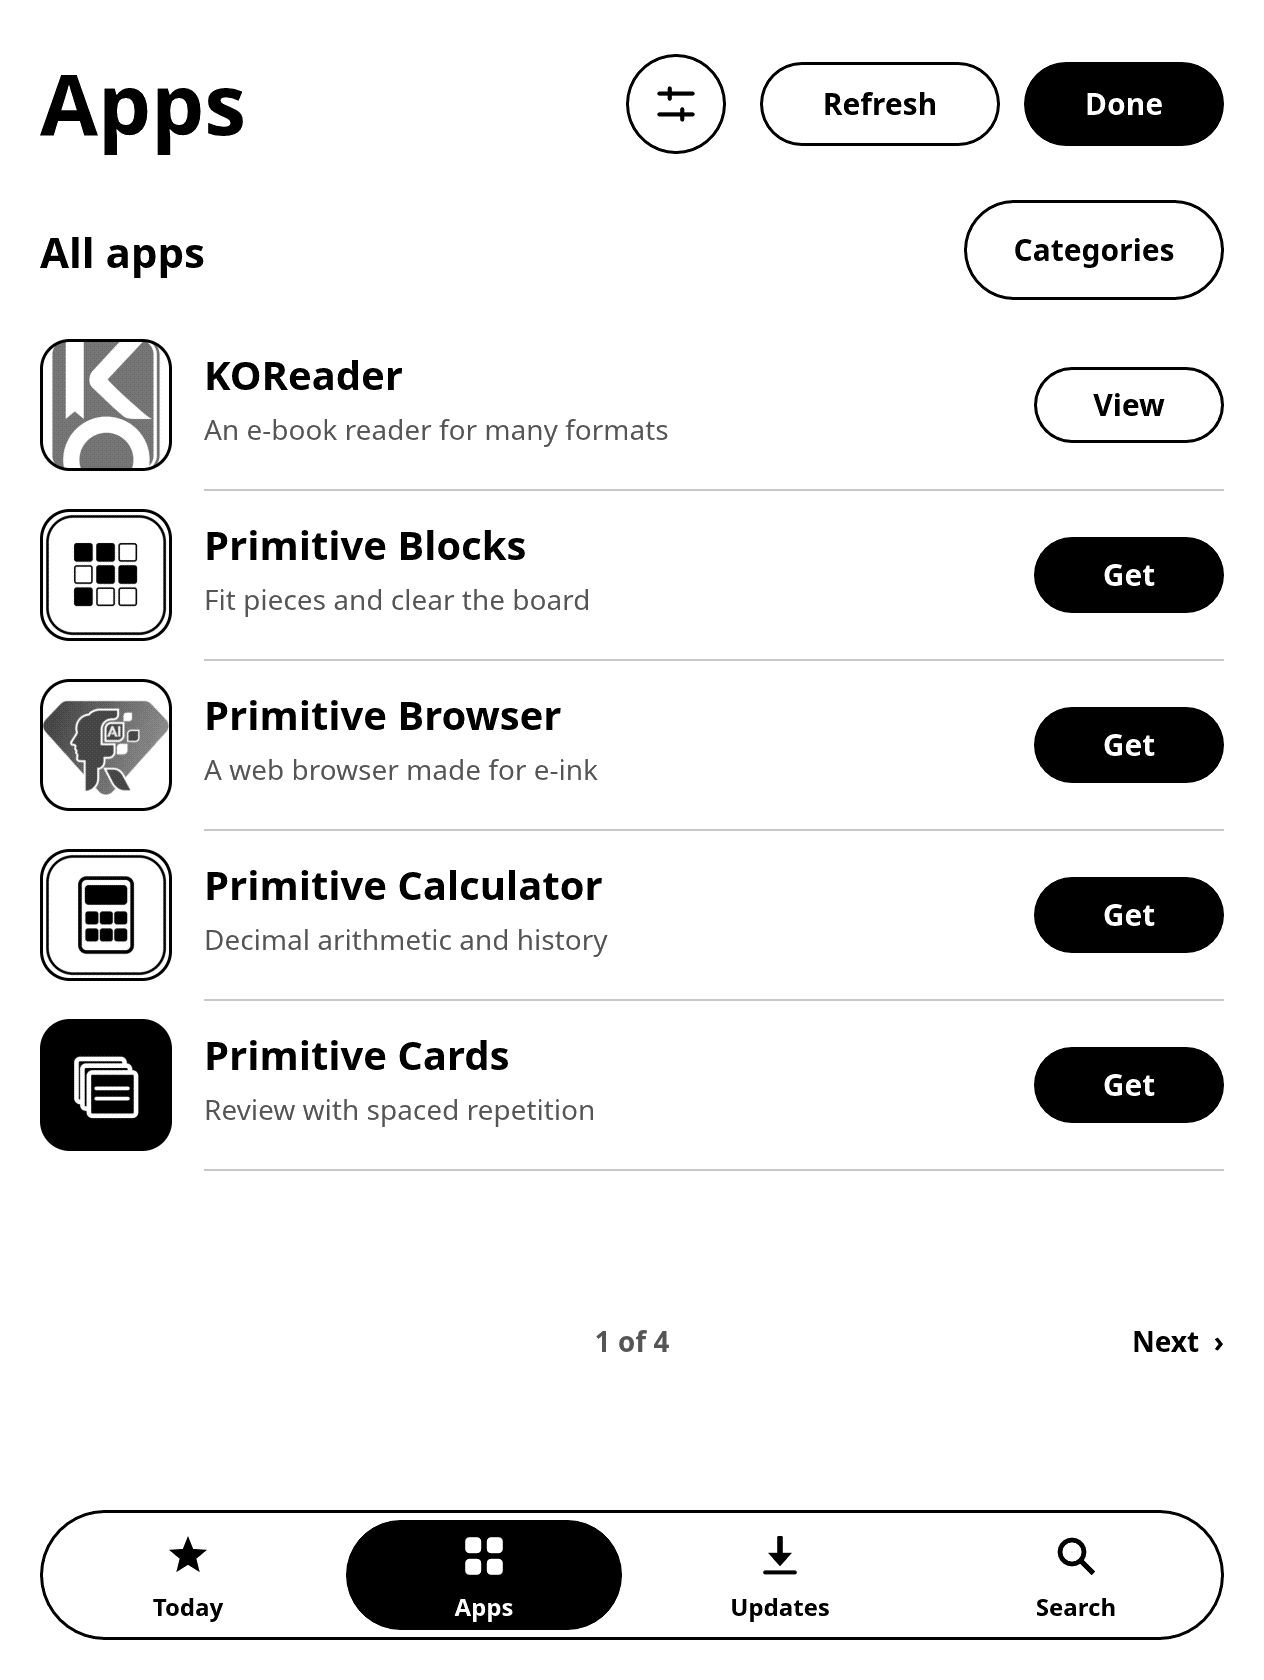 Apps
Refresh
Done
All apps
Categories
KO
KOReader
An e-book reader for many formats
View
Primitive Blocks
Fit pieces and clear the board
Get
AI
Primitive Browser
A web browser made for e-ink
Get
Primitive Calculator
Decimal arithmetic and history
Get
Primitive Cards
Review with spaced repetition
Get
1 of 4
Next ›
Today
Apps
Updates
Search